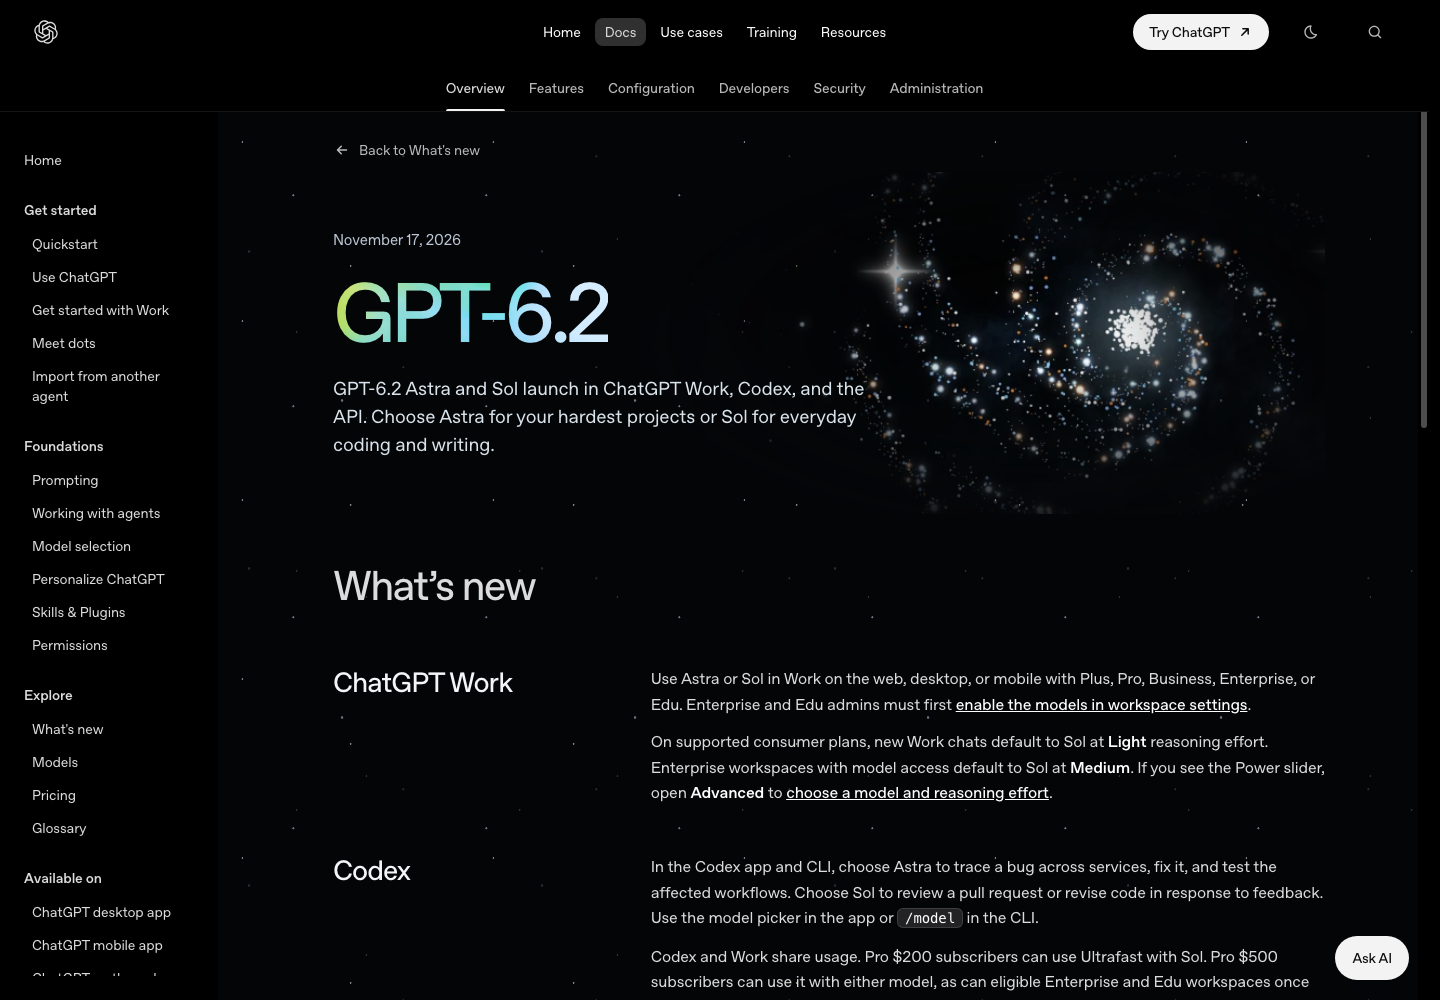 Home
Docs
Use cases
Training
Resources
Try ChatGPT
Overview
Features
Configuration
Developers
Security
Administration
Home
Get started
Quickstart
Use ChatGPT
Get started with Work
Meet dots
Import from another
agent
Foundations
Prompting
Working with agents
Model selection
Personalize ChatGPT
Skills & Plugins
Permissions
Explore
What's new
Models
Pricing
Glossary
Available on
ChatGPT desktop app
ChatGPT mobile app
Back to What's new
November 17, 2026
GPT-6.2
GPT-6.2 Astra and Sol launch in ChatGPT Work, Codex, and the
API. Choose Astra for your hardest projects or Sol for everyday
coding and writing.
What’s new
ChatGPT Work
Use Astra or Sol in Work on the web, desktop, or mobile with Plus, Pro, Business, Enterprise, or
Edu. Enterprise and Edu admins must first enable the models in workspace settings.
On supported consumer plans, new Work chats default to Sol at Light reasoning effort.
Enterprise workspaces with model access default to Sol at Medium. If you see the Power slider,
open Advanced to choose a model and reasoning effort.
Codex
In the Codex app and CLI, choose Astra to trace a bug across services, fix it, and test the
affected workflows. Choose Sol to review a pull request or revise code in response to feedback.
Use the model picker in the app or /model in the CLI.
Codex and Work share usage. Pro $200 subscribers can use Ultrafast with Sol. Pro $500
subscribers can use it with either model, as can eligible Enterprise and Edu workspaces once
Ask AI